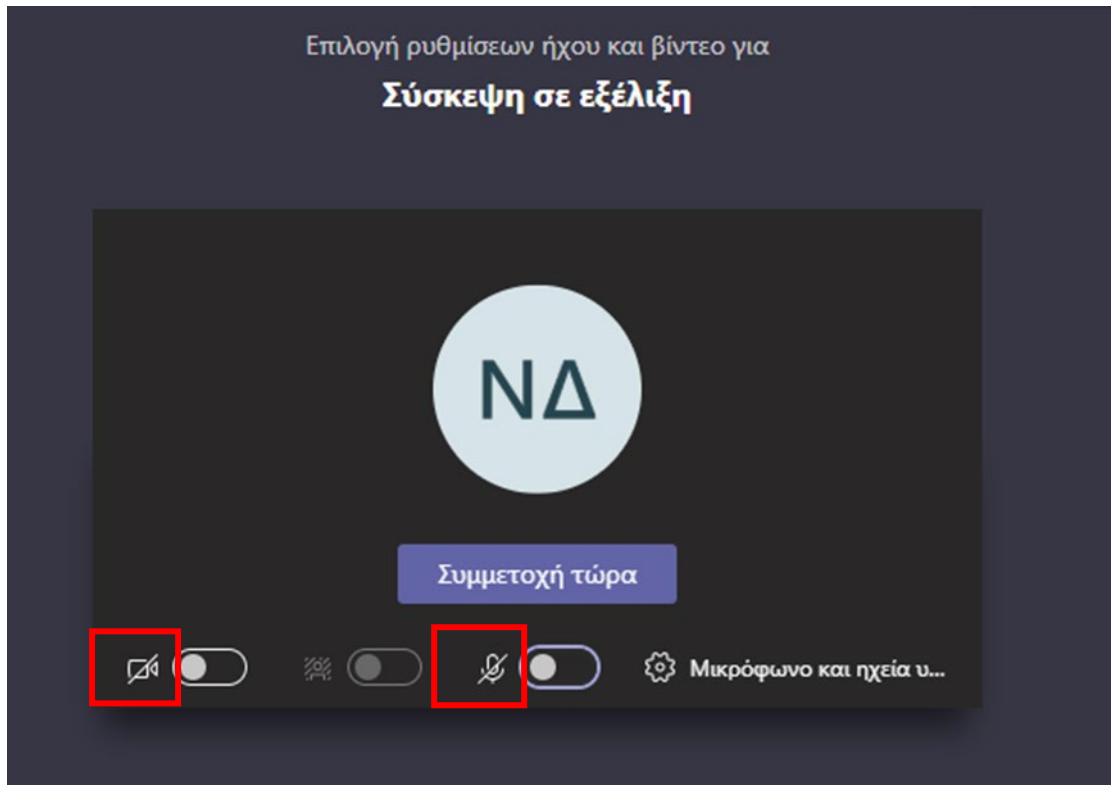 Επιλογή ρυθμίσεων ήχου και βίντεο για
Σύσκεψη σε εξέλιξη
ΝΔ
Συμμετοχή τώρα
Μικρόφωνο και ηχεία υ...